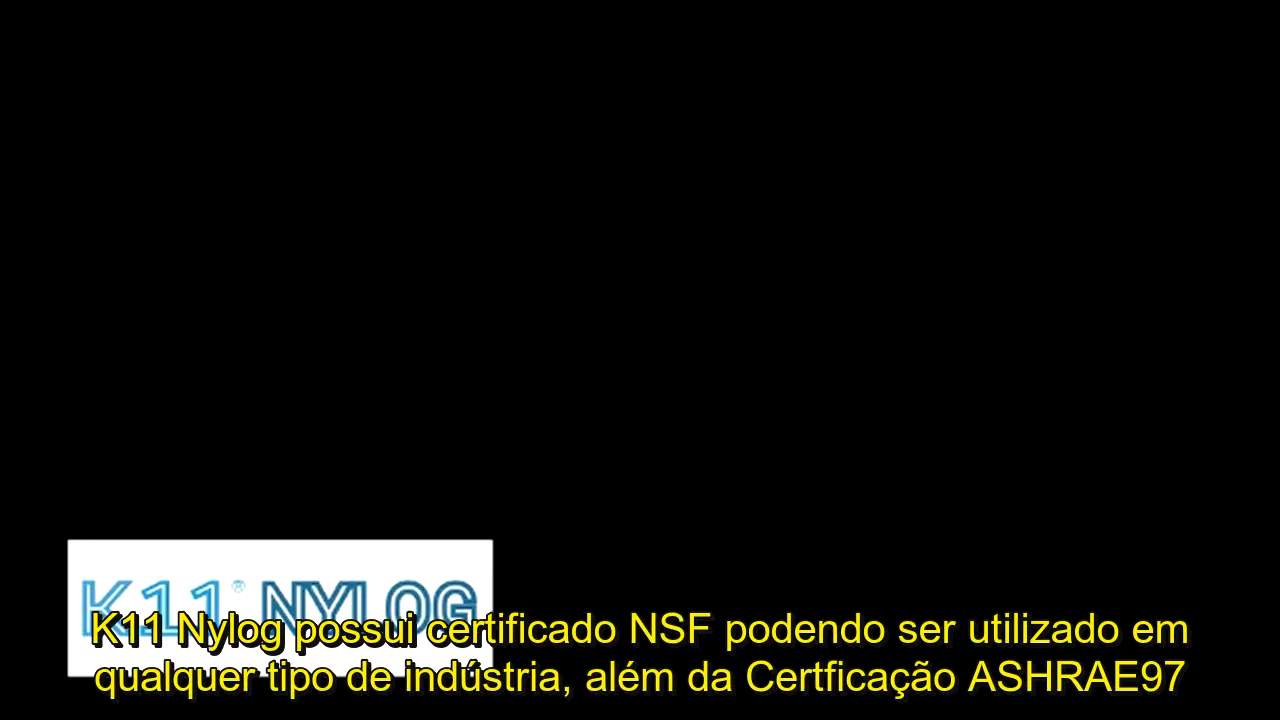 K11® NYLOG
K11 Nylog possui certificado NSF podendo ser utilizado em
qualquer tipo de indústria, além da Certficação ASHRAE97